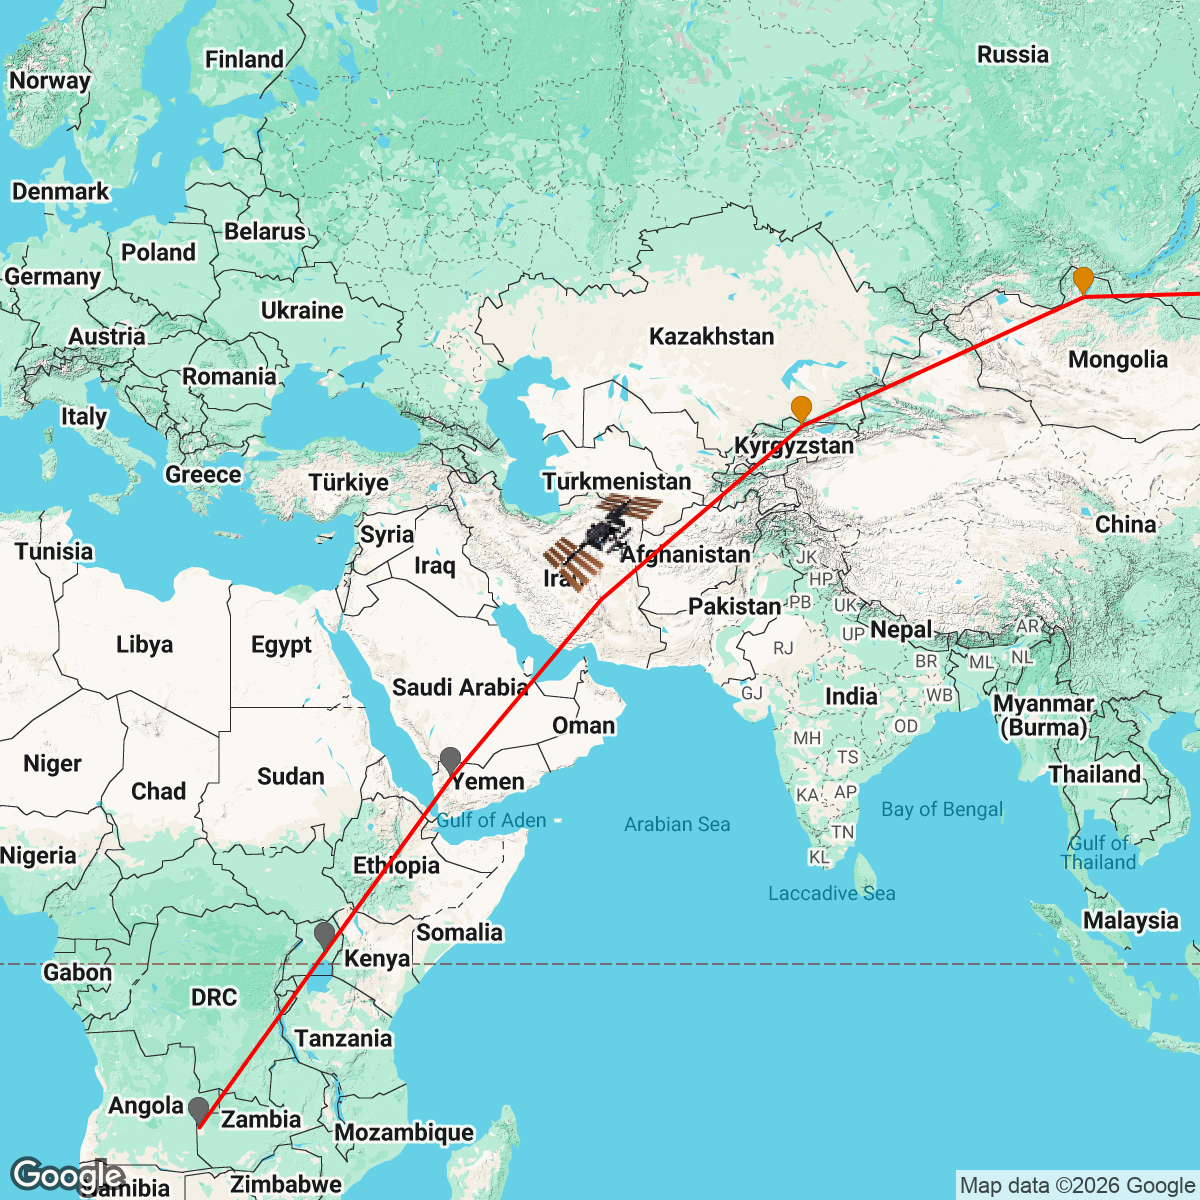 Finland
Russia
Norway
Denmark
Belarus
Poland
Germany
Ukraine
Austria
Kazakhstan
Mongolia
Romania
Italy
Kyrgyzstan
Greece
Türkiye
Turkmenistan
China
Syria
Tunisia
Iraq
Afghanistan
JK
Iran
HP
Pakistan
PB
UK
AR
Nepal
UP
Libya
Egypt
RJ
NL
BR
ML
Saudi Arabia
GJ
India
WB
Myanmar
(Burma)
Oman
OD
MH
TS
Niger
Sudan
Yemen
Thailand
Chad
KA
AP
Bay of Bengal
Gulf of Aden
Arabian Sea
TN
Gulf of
Thailand
Nigeria
KL
Ethiopia
Laccadive Sea
Malaysia
Somalia
Kenya
Gabon
DRC
Tanzania
Angola
Zambia
Mozambique
Google
Namibia
Zimbabwe
Map data ©2026 Google